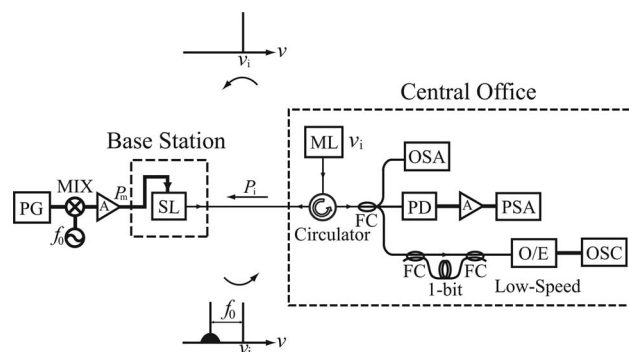 ν
νi
Central Office
Base Station
ML νi
OSA
MIX
A
Pm
Pi
PG
SL
FC
PD
A
PSA
f0
Circulator
FC
FC
O/E
OSC
1-bit
Low-Speed
f0
νi
ν